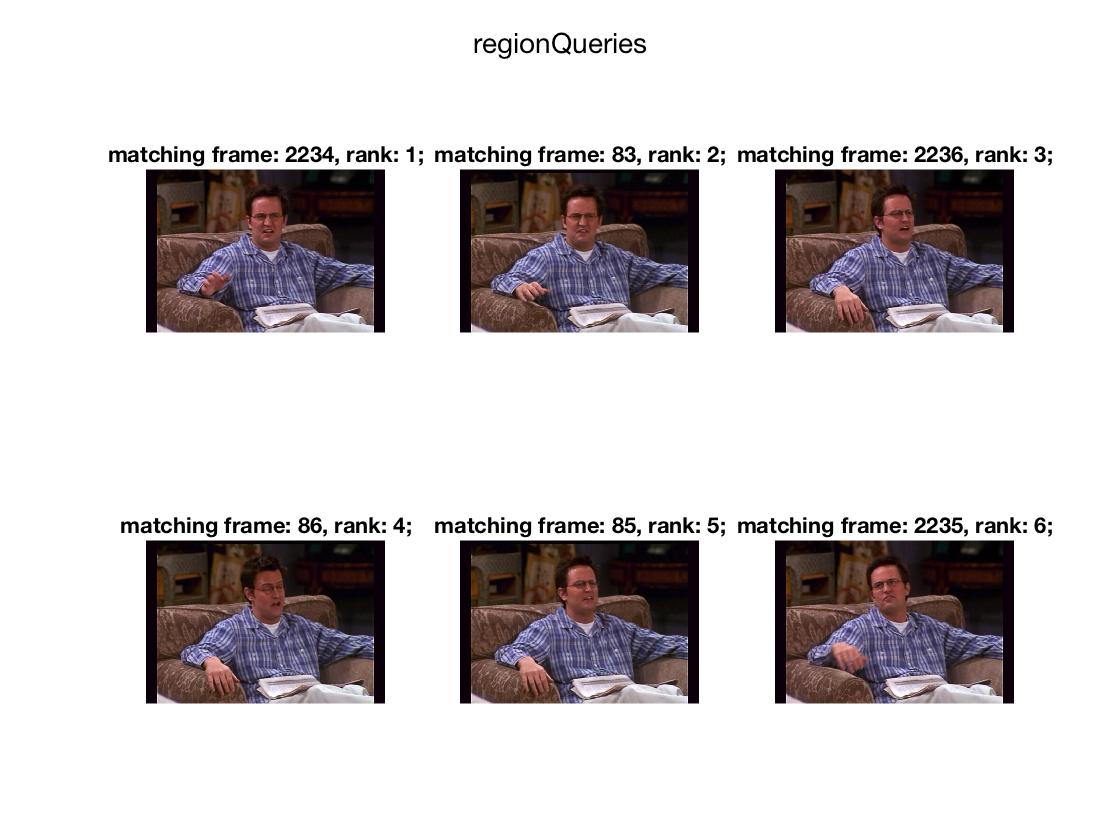 regionQueries
matching frame: 2234, rank: 1; matching frame: 83, rank: 2; matching frame: 2236, rank: 3;
matching frame: 86, rank: 4; matching frame: 85, rank: 5; matching frame: 2235, rank: 6;